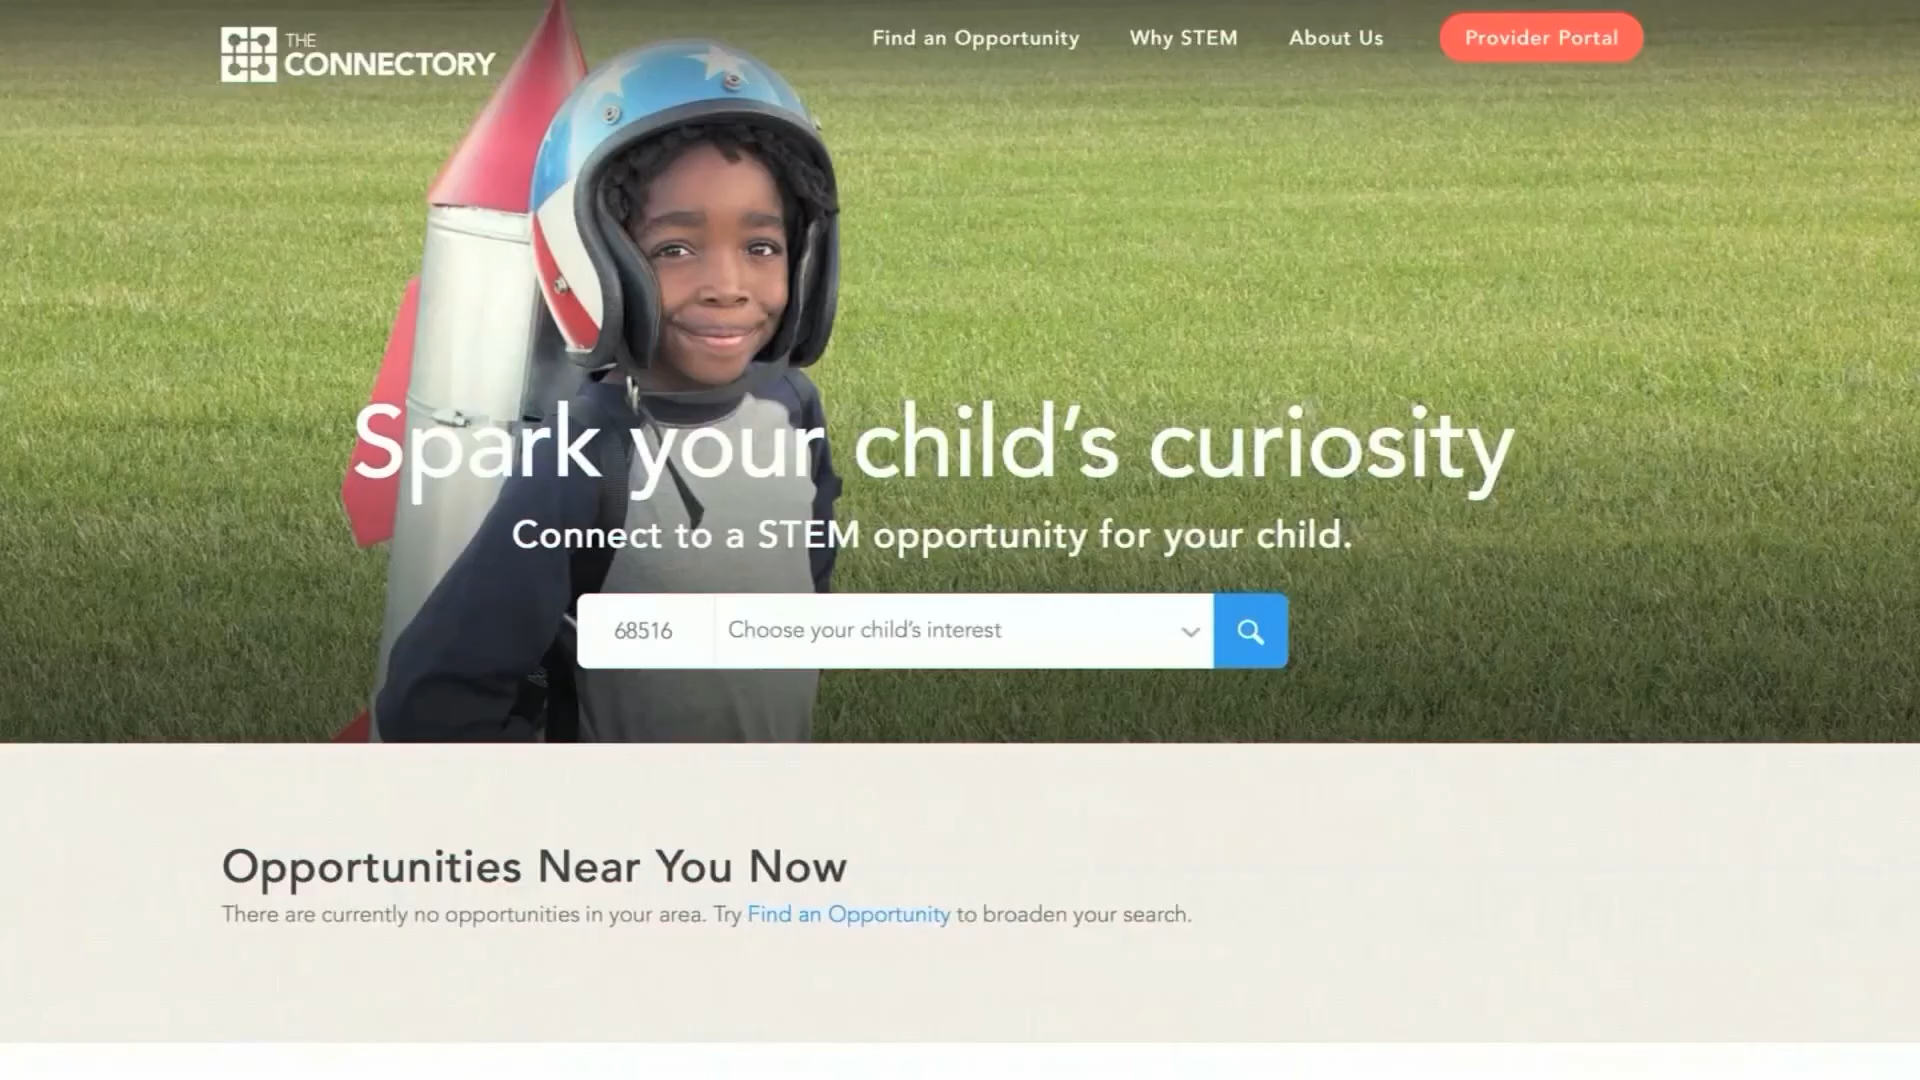 THE
CONNECTORY
Find an Opportunity
Why STEM
About Us
Provider Portal
Spark your child’s curiosity
Connect to a STEM opportunity for your child.
68516
Choose your child’s interest
Opportunities Near You Now
There are currently no opportunities in your area. Try Find an Opportunity to broaden your search.